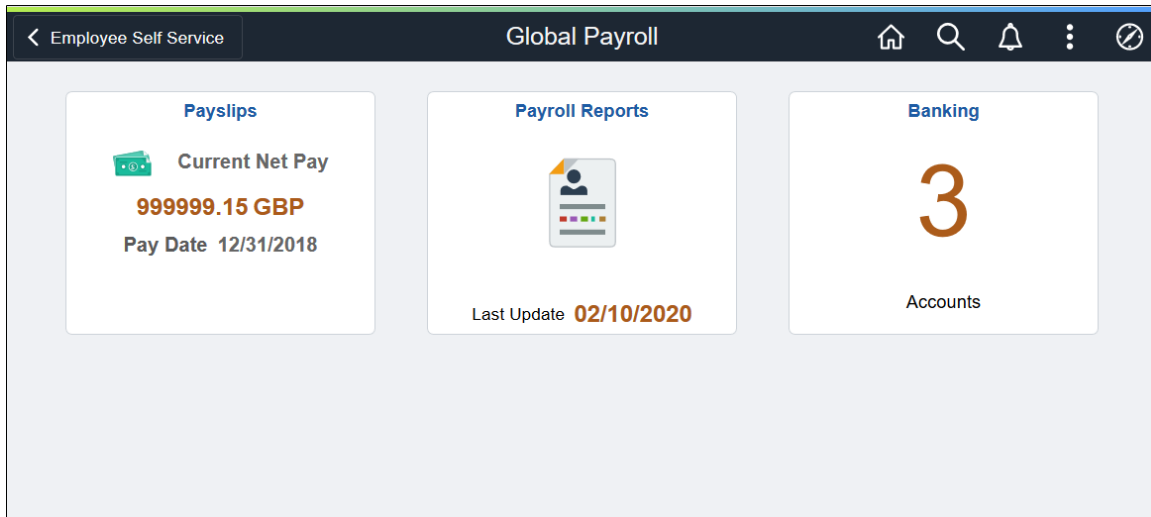 Employee Self Service
Global Payroll
Payslips
Current Net Pay
999999.15 GBP
Pay Date 12/31/2018
Payroll Reports
Last Update 02/10/2020
Banking
3
Accounts